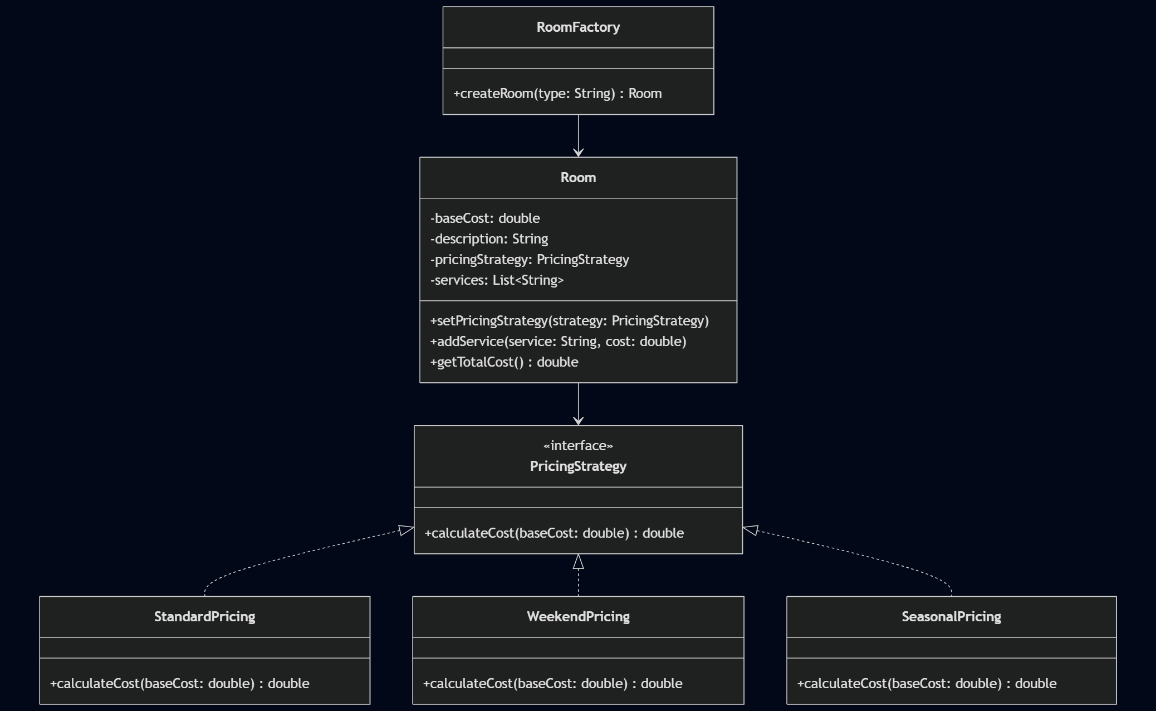 RoomFactory
+createRoom(type: String) : Room
Room
-baseCost: double
-description: String
-pricingStrategy: PricingStrategy
-services: List<String>
+setPricingStrategy(strategy: PricingStrategy)
+addService(service: String, cost: double)
+getTotalCost() : double
«interface»
PricingStrategy
+calculateCost(baseCost: double) : double
StandardPricing
+calculateCost(baseCost: double) : double
WeekendPricing
+calculateCost(baseCost: double) : double
SeasonalPricing
+calculateCost(baseCost: double) : double